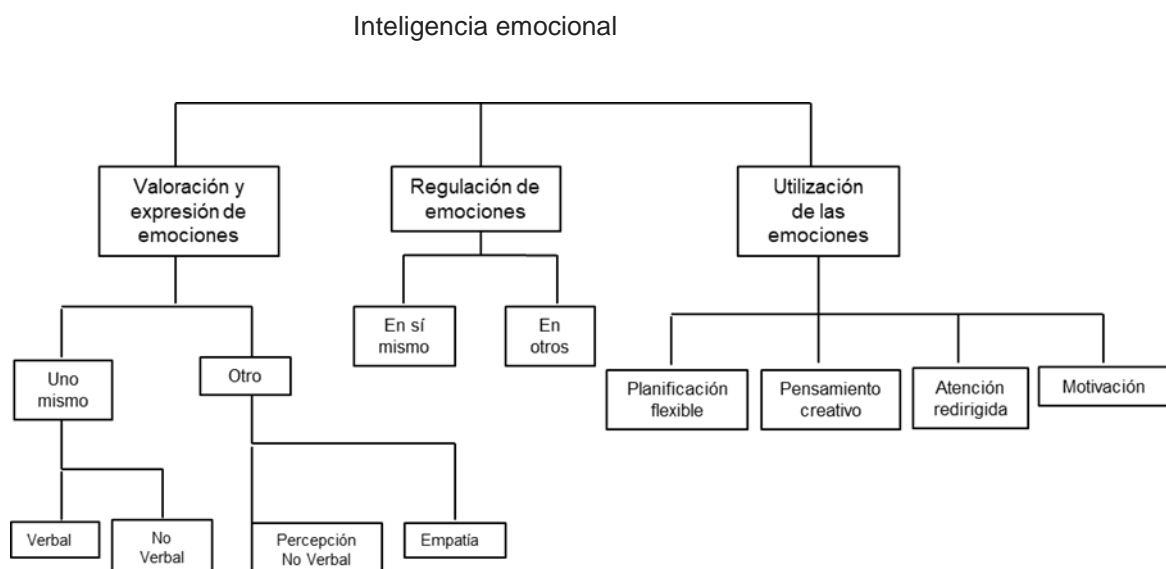 Inteligencia emocional
Valoración y
expresión de
emociones
Regulación de
emociones
Utilización
de las
emociones
En sí
mismo
En
otros
Uno
mismo
Otro
Planificación
flexible
Pensamiento
creativo
Atención
redirigida
Motivación
Verbal
No
Verbal
Percepción
No Verbal
Empatía